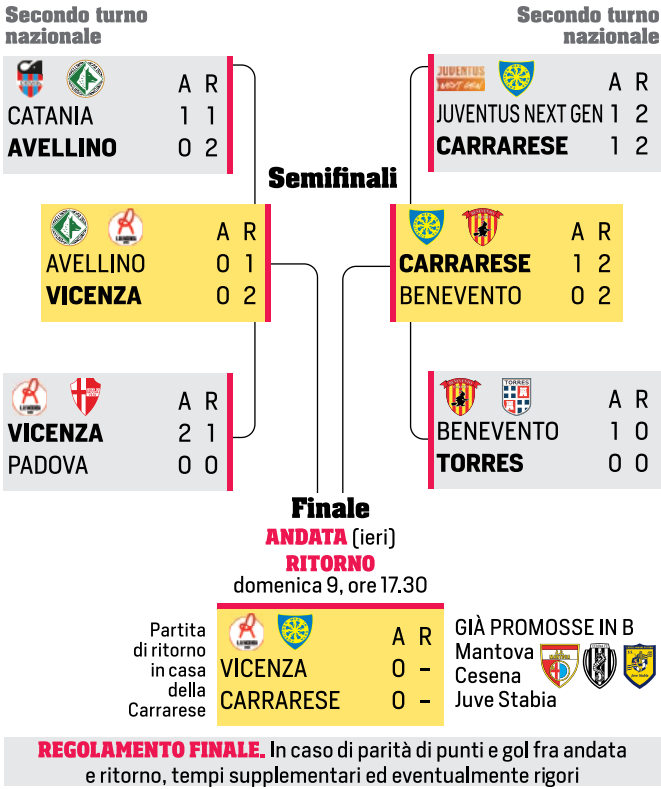 Secondo turno
nazionale
Secondo turno
nazionale
A R
CATANIA 1 1
AVELLINO 0 2
JUVENTUS
NEXT GEN
A R
JUVENTUS NEXT GEN 1 2
CARRARESE 1 2
Semifinali
A R
AVELLINO 0 1
VICENZA 0 2
A R
CARRARESE 1 2
BENEVENTO 0 2
A R
VICENZA 2 1
PADOVA 0 0
TORRES
A R
BENEVENTO 1 0
TORRES 0 0
Finale
ANDATA (ieri)
RITORNO
domenica 9, ore 17.30
Partita
di ritorno
in casa
della
Carrarese
A R
VICENZA 0 –
CARRARESE 0 –
GIÀ PROMOSSE IN B
Mantova
Cesena
Juve Stabia
REGOLAMENTO FINALE. In caso di parità di punti e gol fra andata
e ritorno, tempi supplementari ed eventualmente rigori